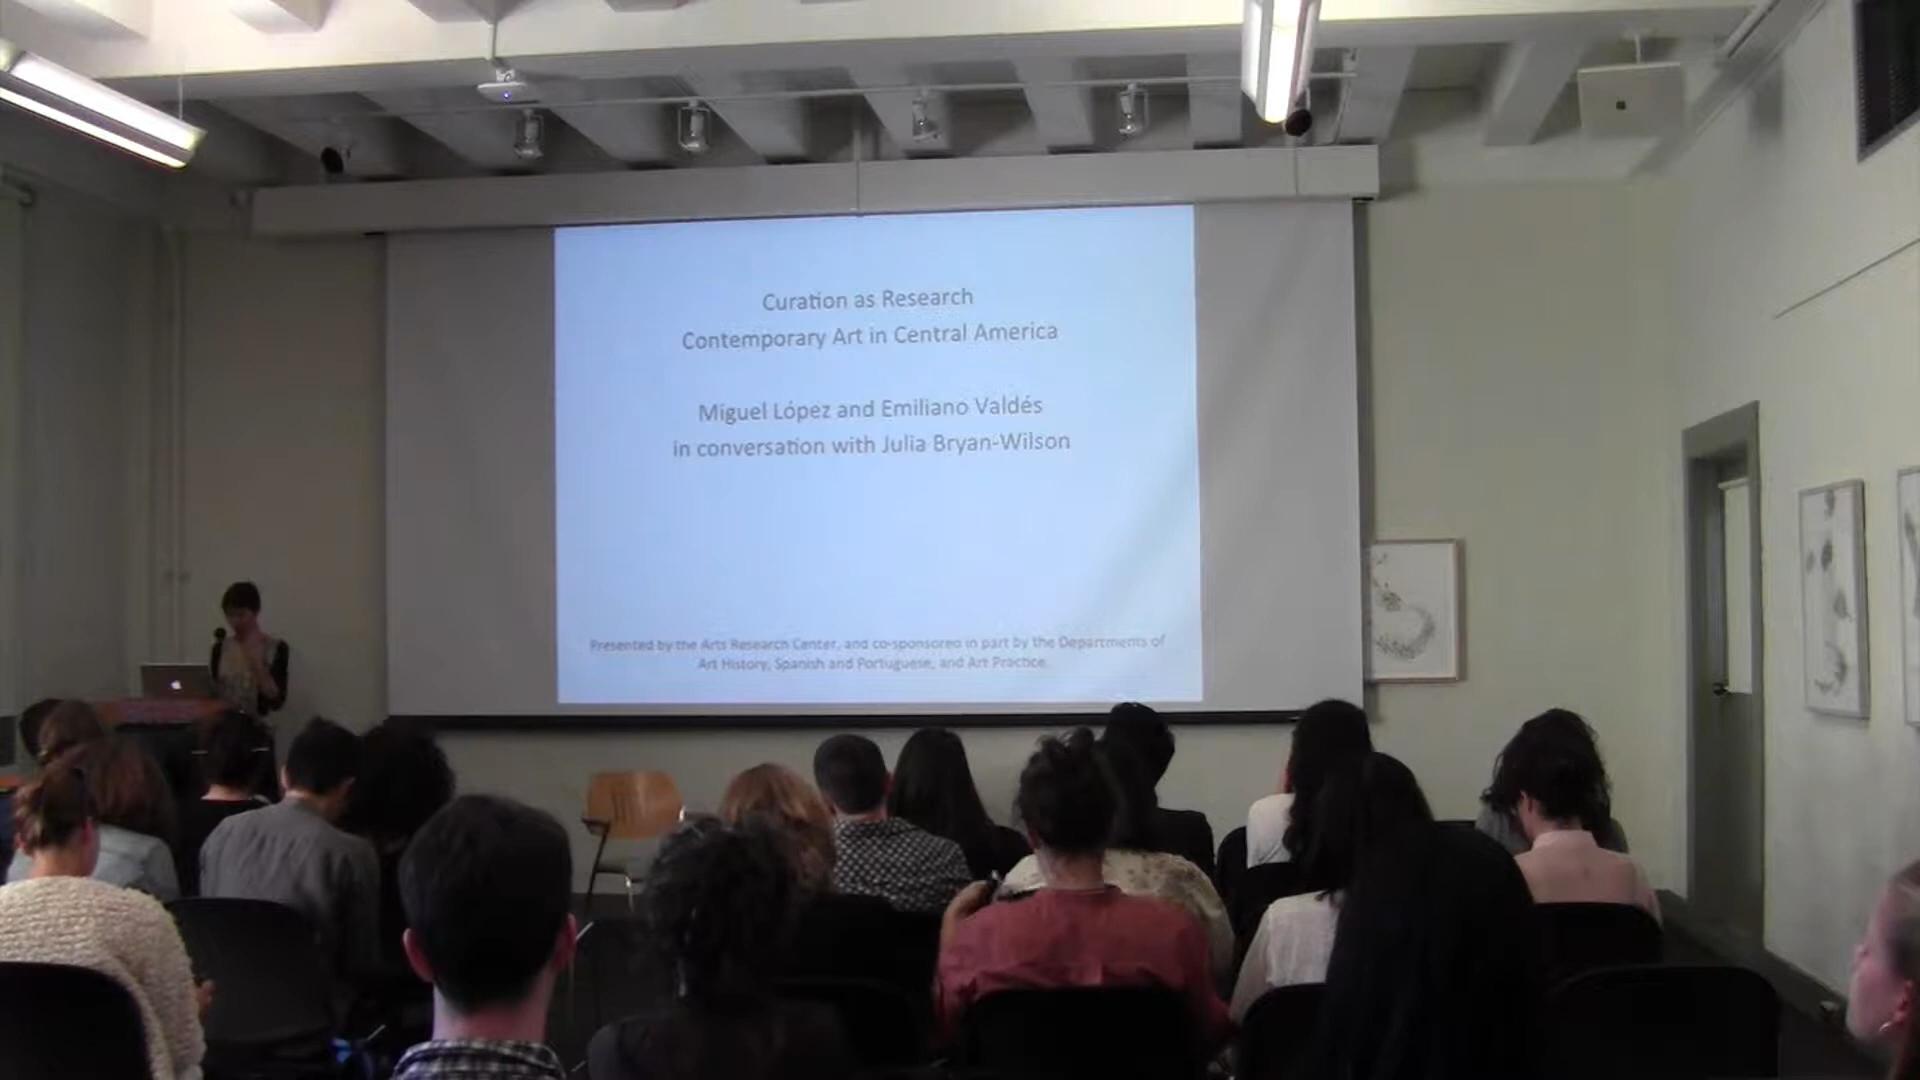 Curation as Research
Contemporary Art in Central America
Miguel López and Emiliano Valdés
in conversation with Julia Bryan-Wilson
Presented by the Arts Research Center, and co-sponsored in part by the Departments of
Art History, Spanish and Portuguese, and Art Practice.